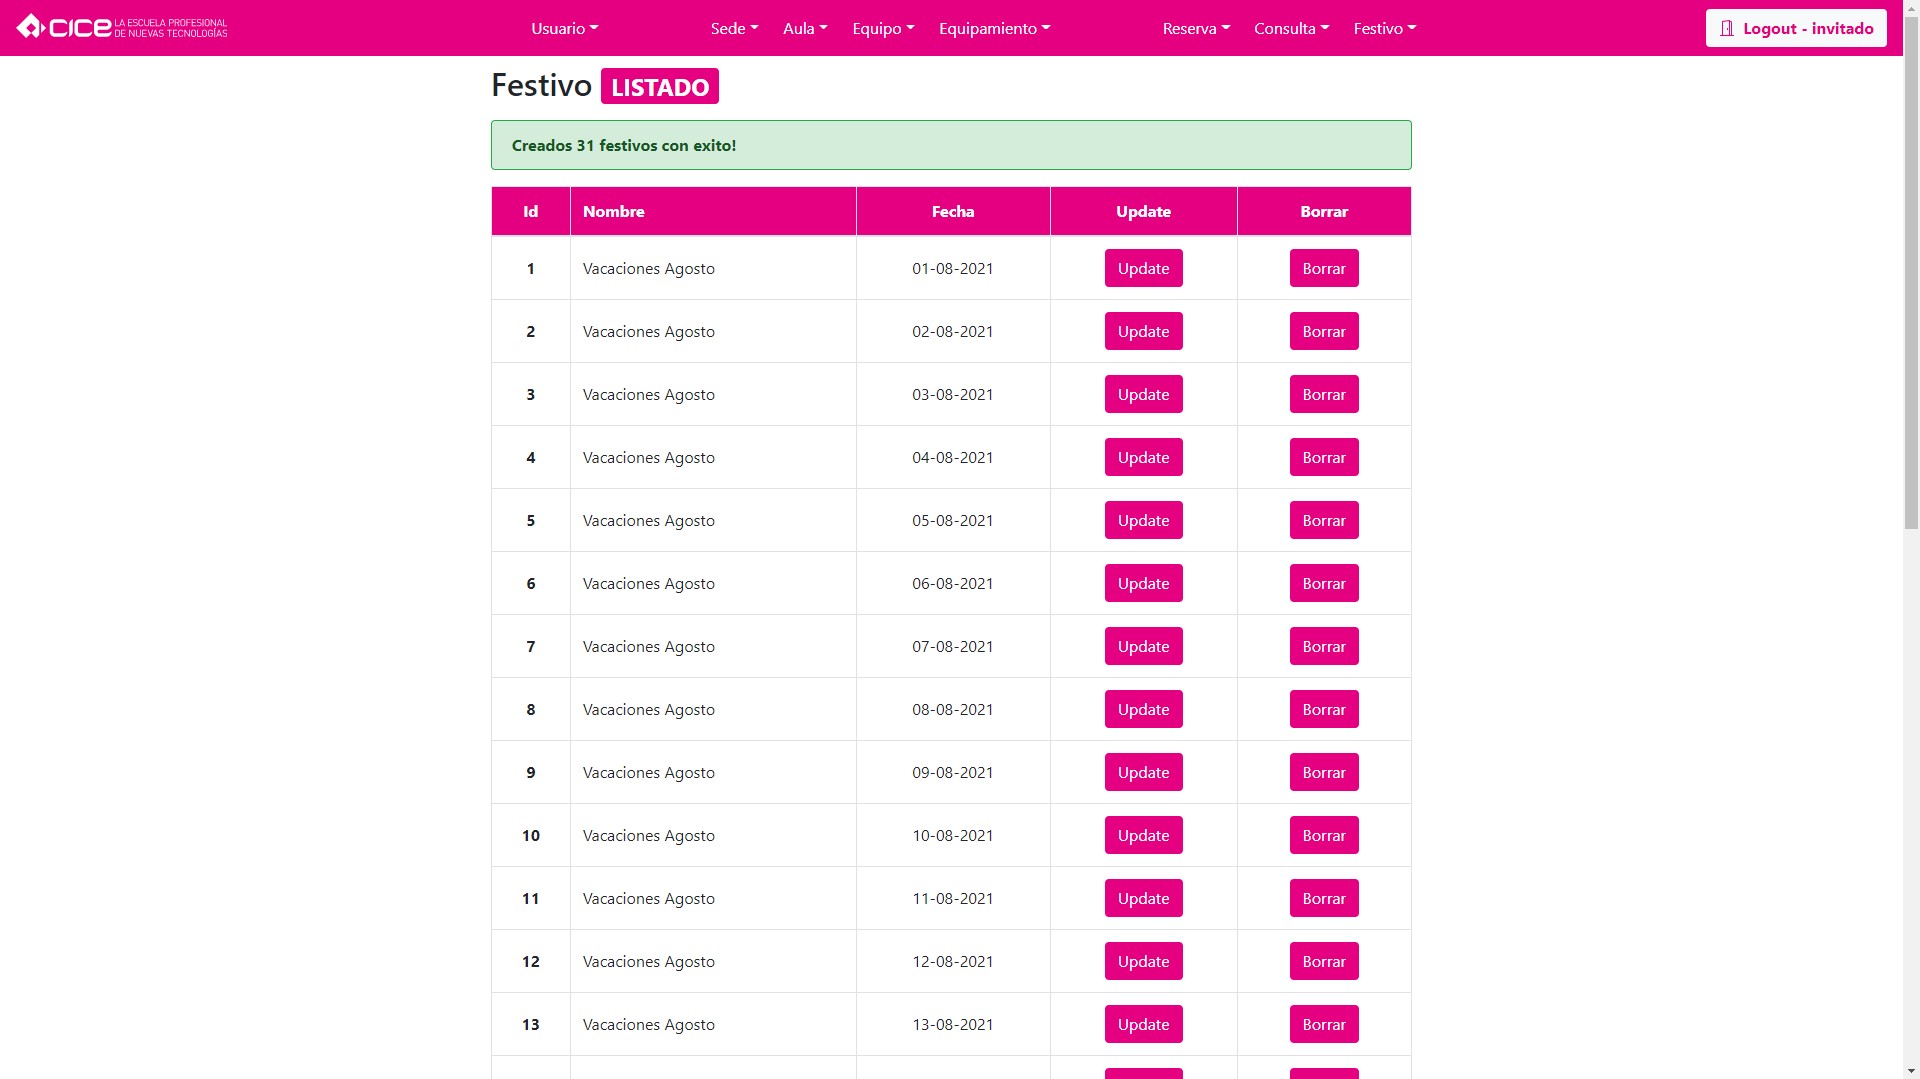 CICE LA ESCUELA PROFESIONAL
DE NUEVAS TECNOLOGÍAS
Usuario Sede Aula Equipo Equipamiento Reserva Consulta Festivo Logout - invitado
Festivo LISTADO
Creados 31 festivos con exito!
Id Nombre Fecha Update Borrar
1 Vacaciones Agosto 01-08-2021 Update Borrar
2 Vacaciones Agosto 02-08-2021 Update Borrar
3 Vacaciones Agosto 03-08-2021 Update Borrar
4 Vacaciones Agosto 04-08-2021 Update Borrar
5 Vacaciones Agosto 05-08-2021 Update Borrar
6 Vacaciones Agosto 06-08-2021 Update Borrar
7 Vacaciones Agosto 07-08-2021 Update Borrar
8 Vacaciones Agosto 08-08-2021 Update Borrar
9 Vacaciones Agosto 09-08-2021 Update Borrar
10 Vacaciones Agosto 10-08-2021 Update Borrar
11 Vacaciones Agosto 11-08-2021 Update Borrar
12 Vacaciones Agosto 12-08-2021 Update Borrar
13 Vacaciones Agosto 13-08-2021 Update Borrar